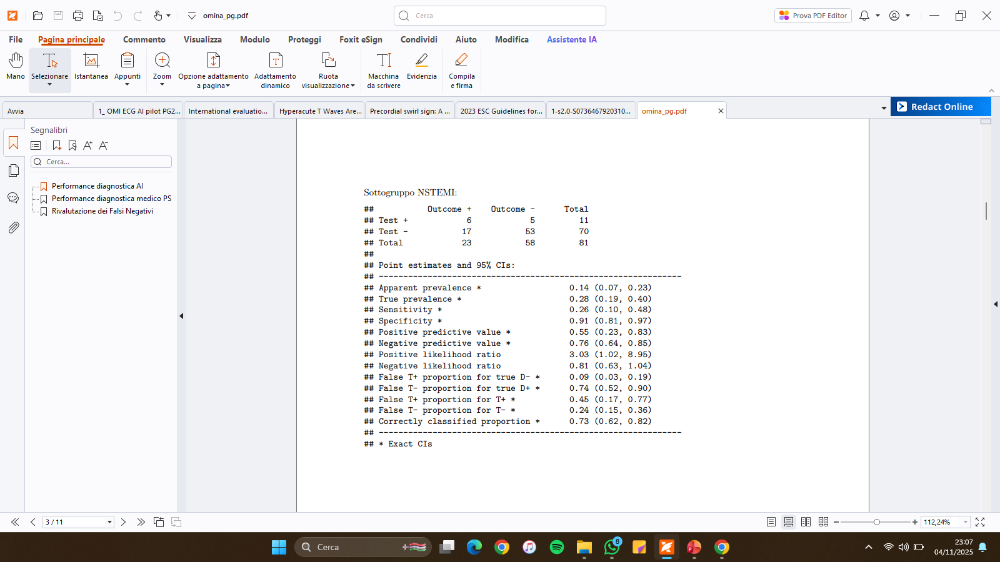 omina_pg.pdf
Cerca
Prova PDF Editor
File Pagina principale Commento Visualizza Modulo Proteggi Foxit eSign Condividi Aiuto Modifica Assistente IA
Mano
Selezionare
Istantanea
Appunti
Zoom
Opzione adattamento
a pagina
Adattamento
dinamico
Ruota
visualizzazione
Macchina
da scrivere
Evidenzia
Compila
e firma
Avvia
1_ OMI ECG AI pilot PG2...
International evaluatio...
Hyperacute T Waves Are...
Precordial swirl sign: A ...
2023 ESC Guidelines for...
1-s2.0-S0736467920310...
omina_pg.pdf
Redact Online
Segnalibri
Cerca...
Performance diagnostica AI
Performance diagnostica medico PS
Rivalutazione dei Falsi Negativi
Sottogruppo NSTEMI:
## Outcome + Outcome - Total
## Test + 6 5 11
## Test - 17 53 70
## Total 23 58 81
##
## Point estimates and 95% CIs:
## --------------------------------------------------------------
## Apparent prevalence * 0.14 (0.07, 0.23)
## True prevalence * 0.28 (0.19, 0.40)
## Sensitivity * 0.26 (0.10, 0.48)
## Specificity * 0.91 (0.81, 0.97)
## Positive predictive value * 0.55 (0.23, 0.83)
## Negative predictive value * 0.76 (0.64, 0.85)
## Positive likelihood ratio 3.03 (1.02, 8.95)
## Negative likelihood ratio 0.81 (0.63, 1.04)
## False T+ proportion for true D- * 0.09 (0.03, 0.19)
## False T- proportion for true D+ * 0.74 (0.52, 0.90)
## False T+ proportion for T+ * 0.45 (0.17, 0.77)
## False T- proportion for T- * 0.24 (0.15, 0.36)
## Correctly classified proportion * 0.73 (0.62, 0.82)
## --------------------------------------------------------------
## * Exact CIs
3 / 11
112,24%
Cerca
8
23:07
04/11/2025